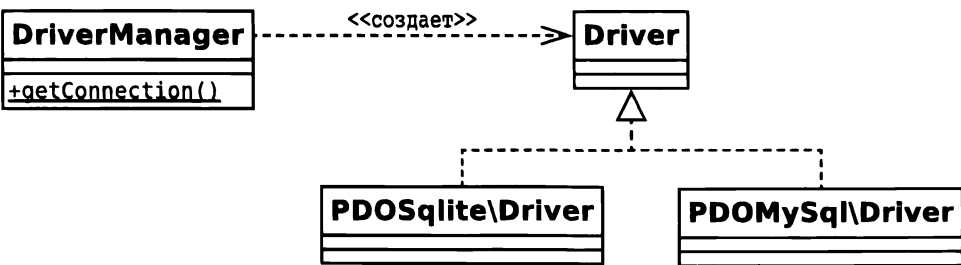 <<создает>>
DriverManager
Driver
+getConnection()
PDOSqlite\Driver
PDOMySql\Driver